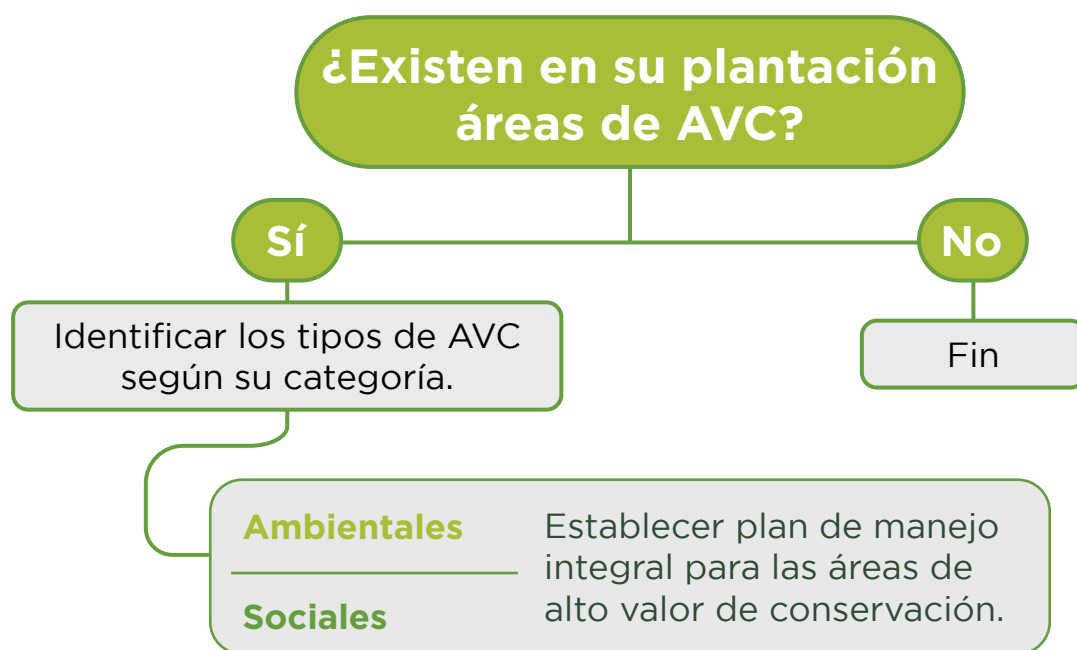 ¿Existen en su plantación
áreas de AVC?
Sí
No
Identificar los tipos de AVC
según su categoría.
Fin
Ambientales
Sociales
Establecer plan de manejo
integral para las áreas de
alto valor de conservación.